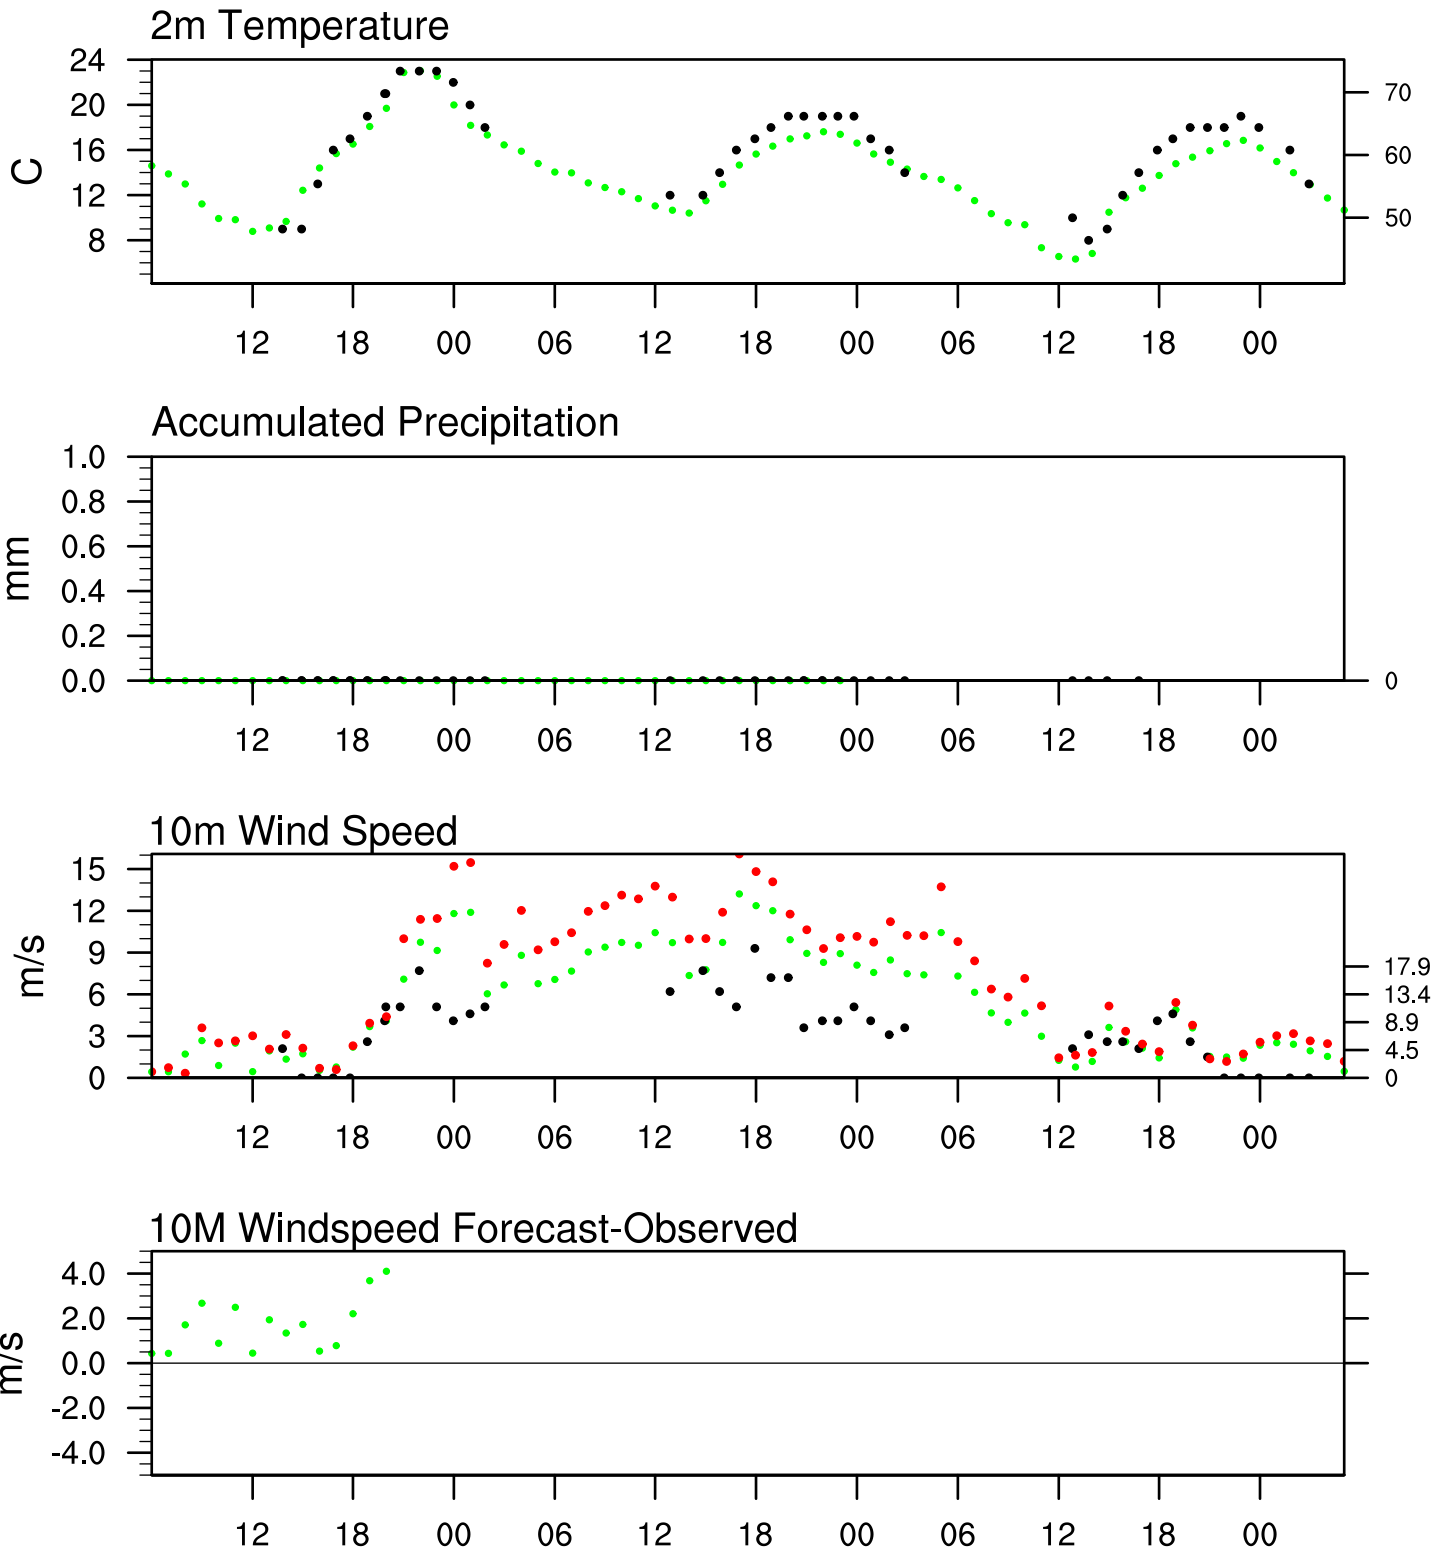 2m Temperature
24
20
16
12
8
C
70
60
50
12 18 00 06 12 18 00 06 12 18 00
Accumulated Precipitation
1.0
0.8
0.6
0.4
0.2
0.0
mm
0
12 18 00 06 12 18 00 06 12 18 00
10m Wind Speed
15
12
9
6
3
0
m/s
17.9
13.4
8.9
4.5
0
12 18 00 06 12 18 00 06 12 18 00
10M Windspeed Forecast-Observed
4.0
2.0
0.0
-2.0
-4.0
m/s
12 18 00 06 12 18 00 06 12 18 00